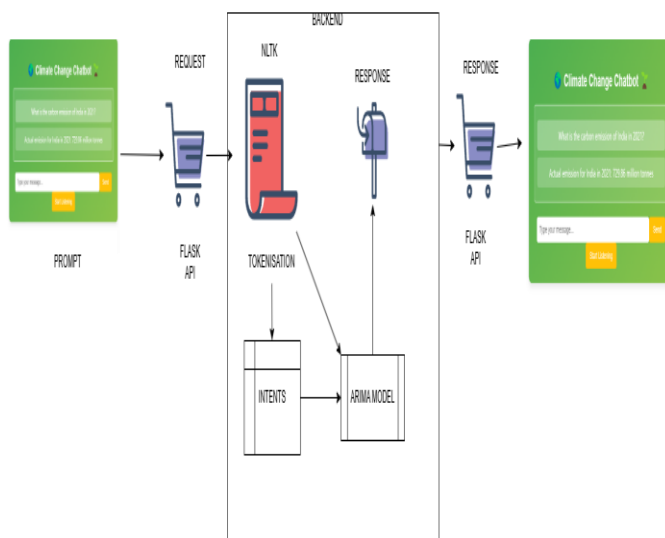 BACKEND
Climate Change Chatbot
What is the carbon emission of India in 2021?
Actual emission for India in 2021: 729.86 million tonnes
Type your message...
Send
Start Listening
PROMPT
REQUEST
FLASK
API
NLTK
TOKENISATION
INTENTS
ARIMA MODEL
RESPONSE
RESPONSE
FLASK
API
Climate Change Chatbot
What is the carbon emission of India in 2021?
Actual emission for India in 2021: 729.86 million tonnes
Type your message...
Send
Start Listening